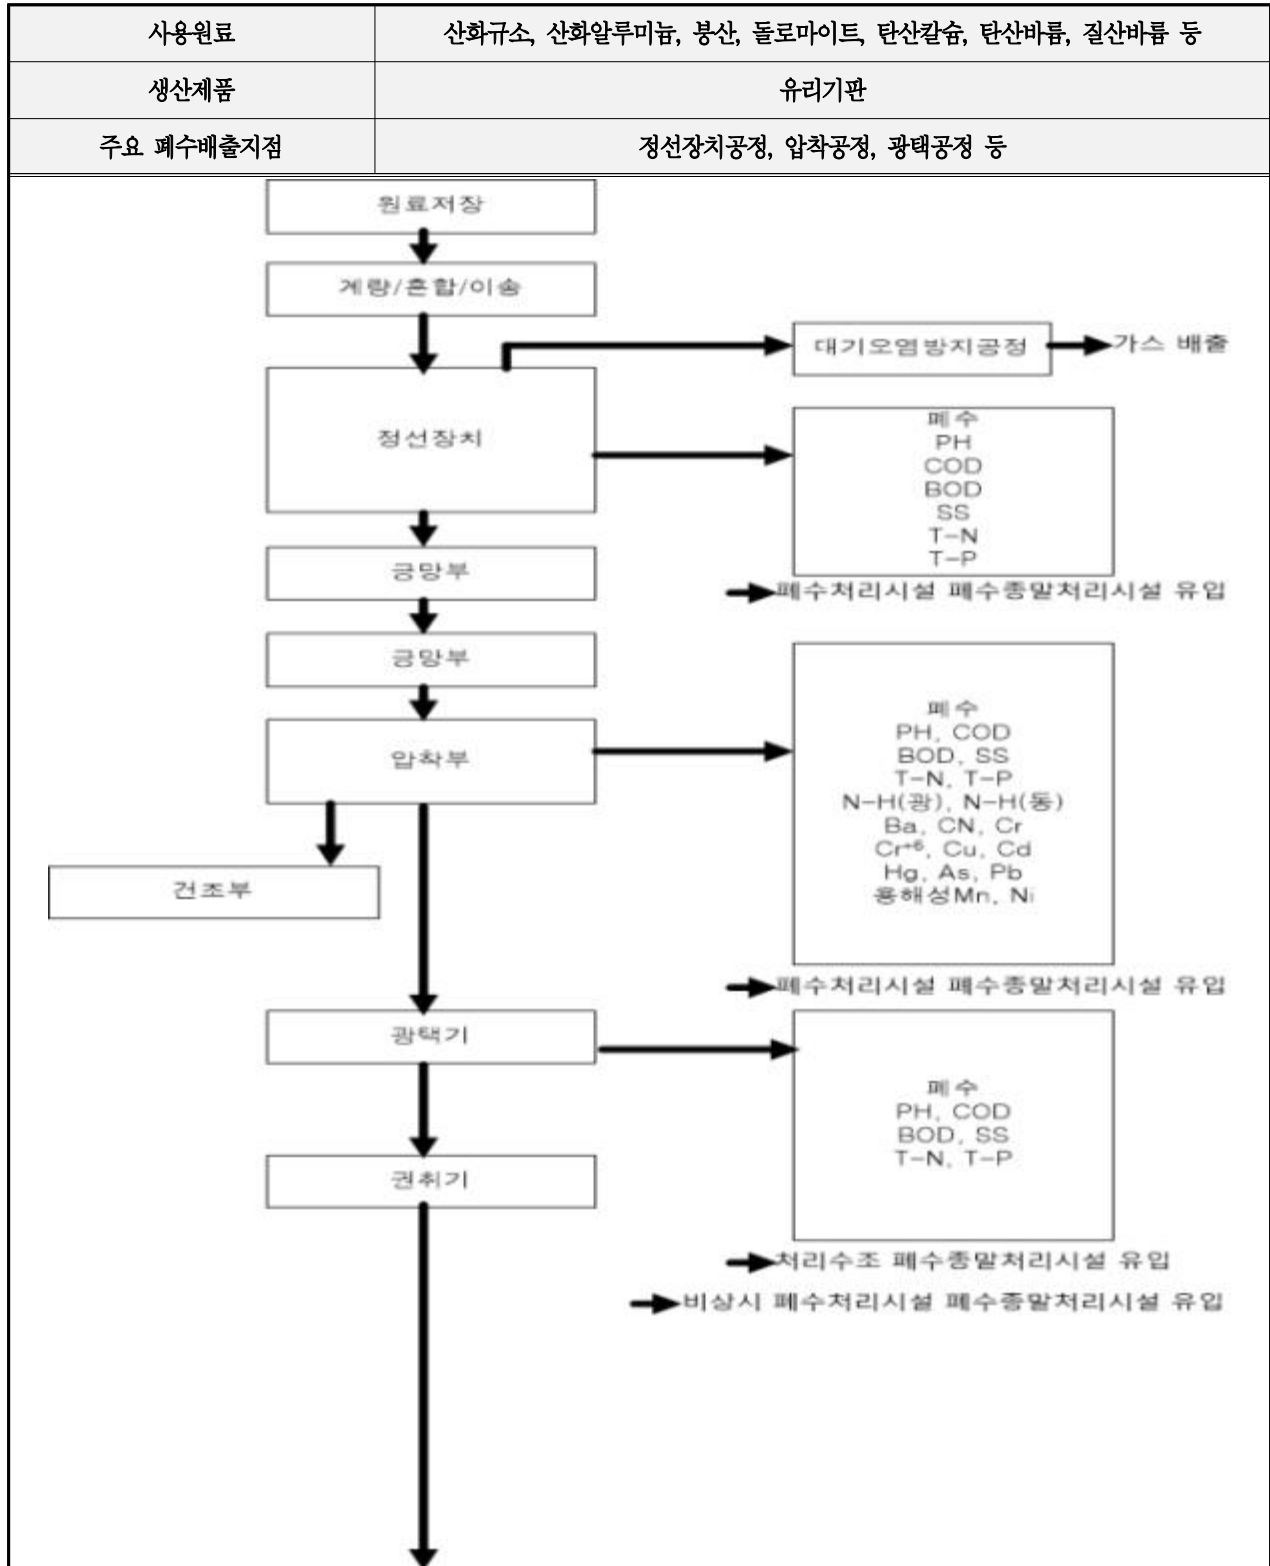 사용원료 산화규소, 산화알루미늄, 붕산, 돌로마이트, 탄산칼슘, 탄산바륨, 질산바륨 등
생산제품 유리기판
주요 폐수배출지점 정선장치공정, 압착공정, 광택공정 등
원료저장
계량/혼합/이송
대기오염방지공정 가스 배출
정선장치
폐수
PH
COD
BOD
SS
T-N
T-P
폐수처리시설 폐수종말처리시설 유입
긍망부
긍망부
압착부
폐수
PH, COD
BOD, SS
T-N, T-P
N-H(광), N-H(동)
Ba, CN, Cr
Cr+6, Cu, Cd
Hg, As, Pb
용해성Mn, Ni
건조부
폐수처리시설 폐수종말처리시설 유입
광택기
폐수
PH, COD
BOD, SS
T-N, T-P
권취기
처리수조 폐수종말처리시설 유입
비상시 폐수처리시설 폐수종말처리시설 유입